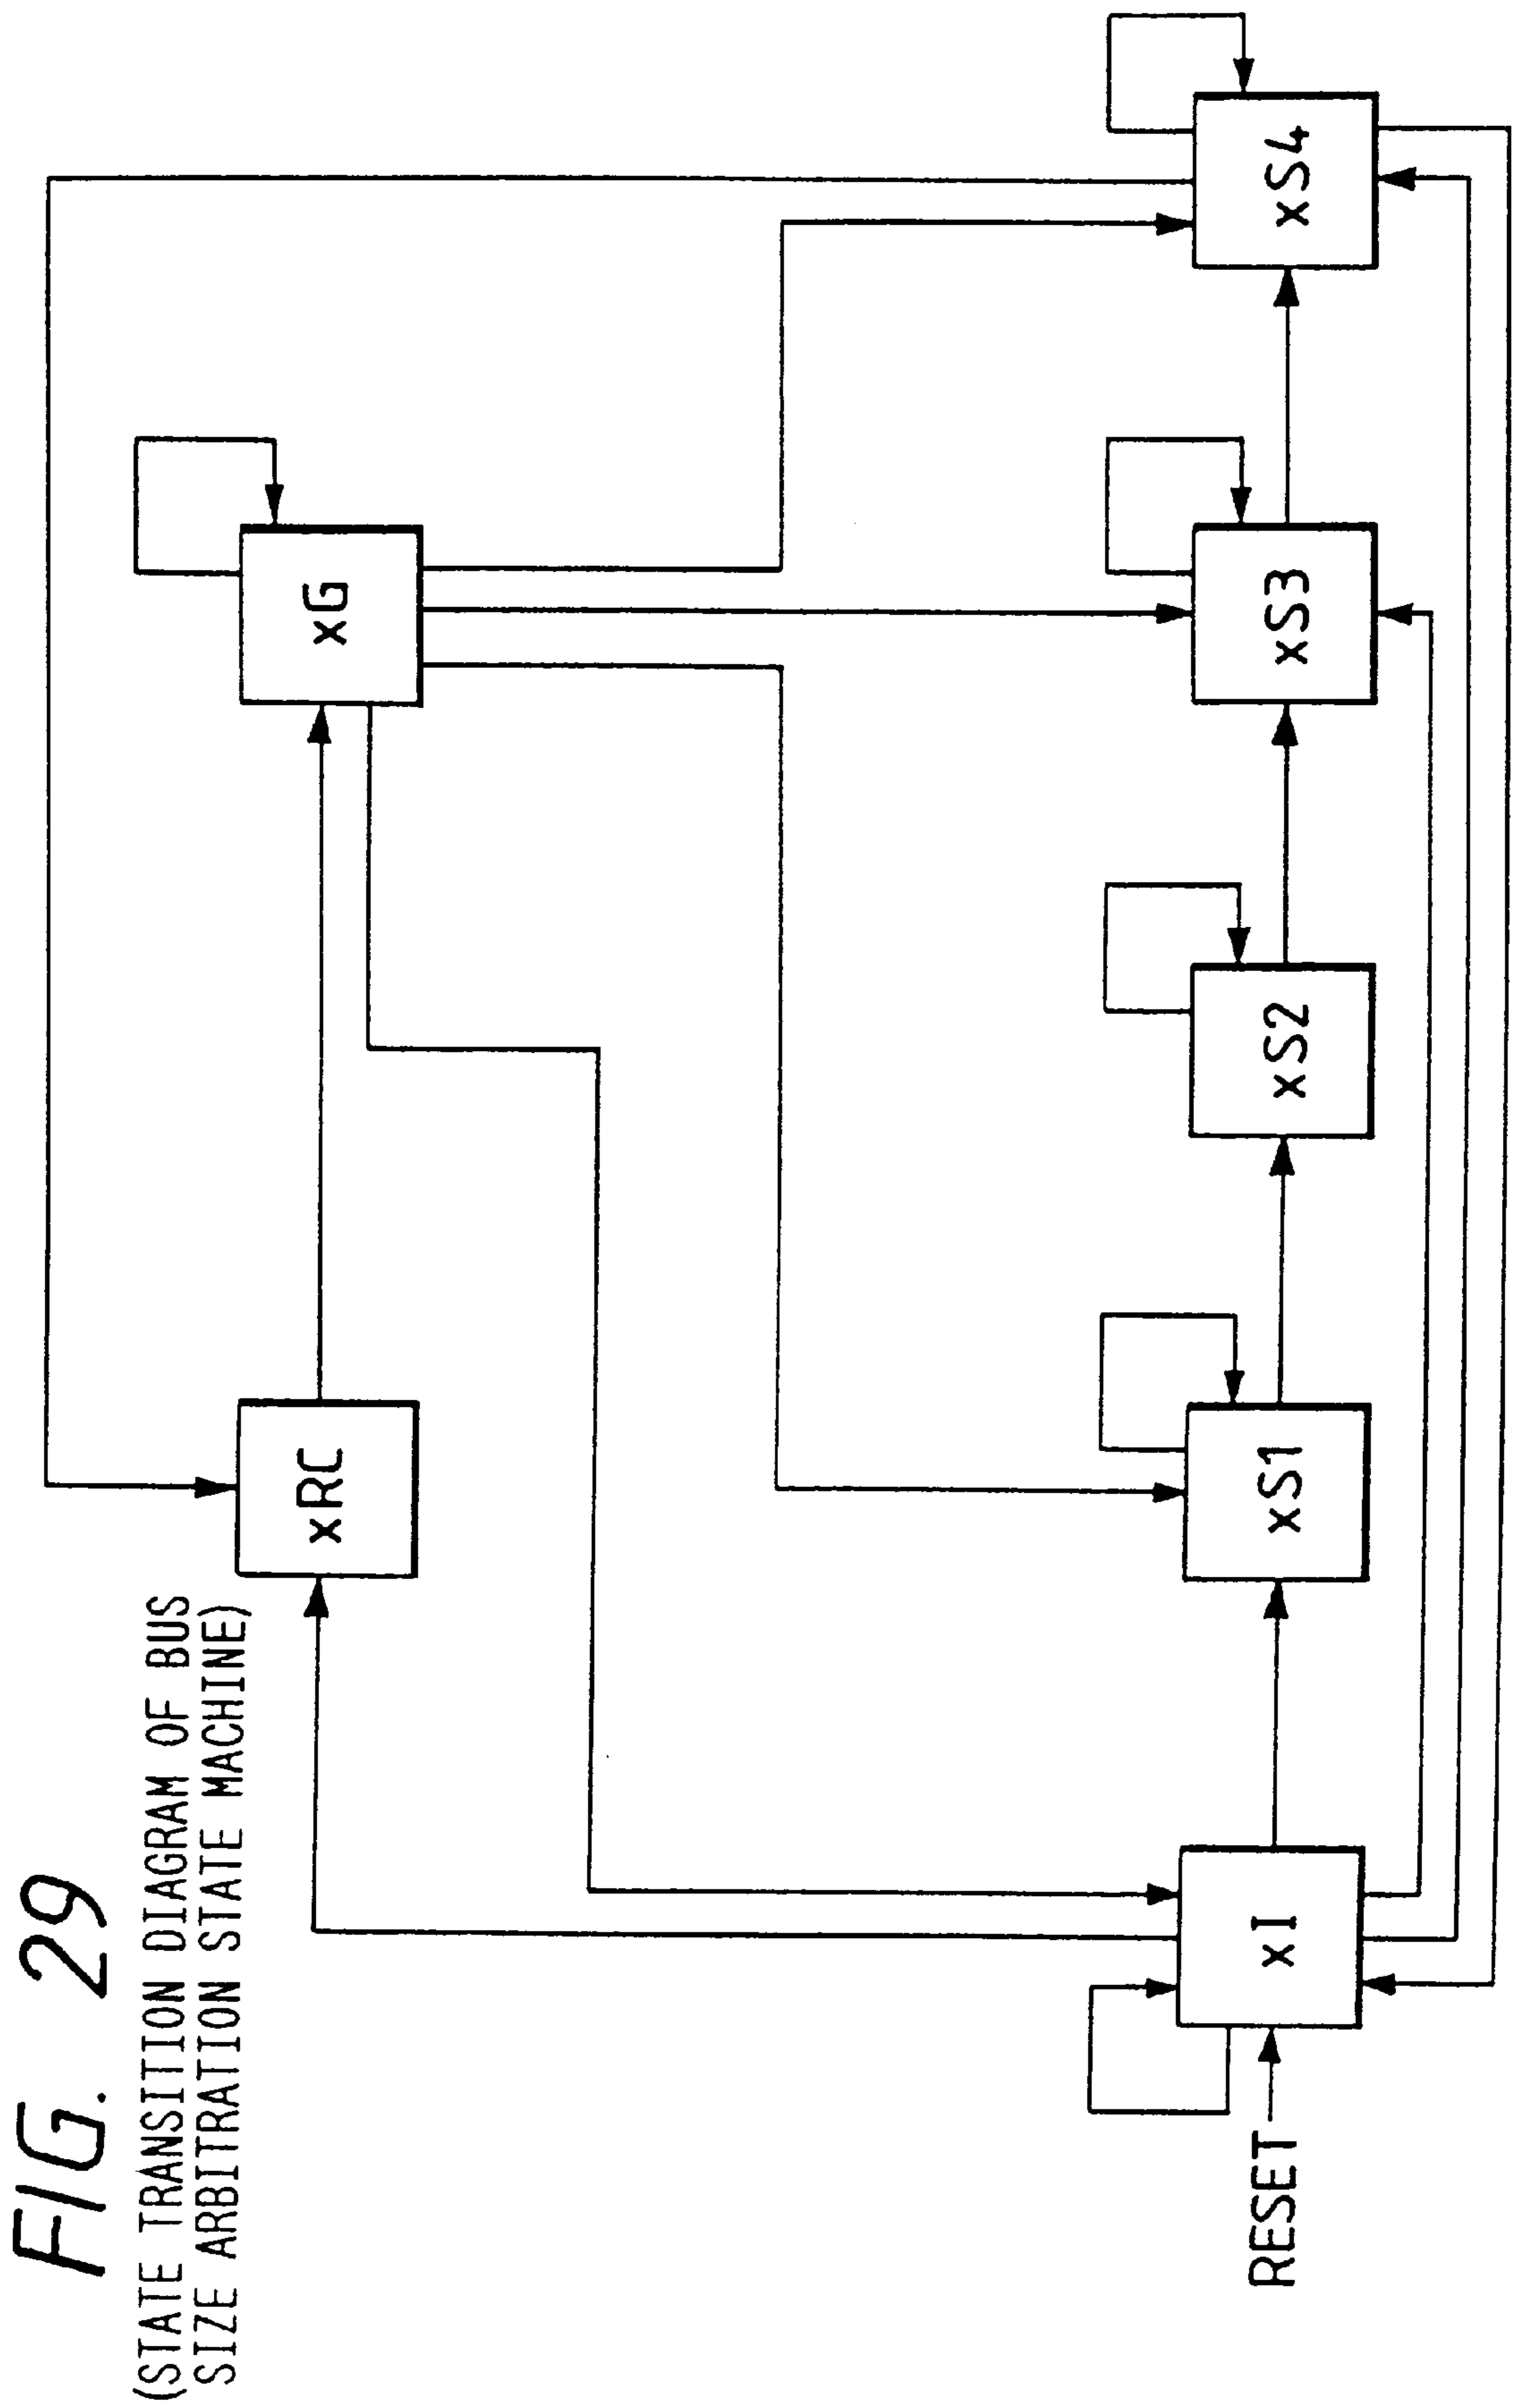 FIG. 29
(STATE TRANSITION DIAGRAM OF BUS
SIZE ARBITRATION STATE MACHINE)
xRC
xG
RESET
xI
xS1
xS2
xS3
xS4